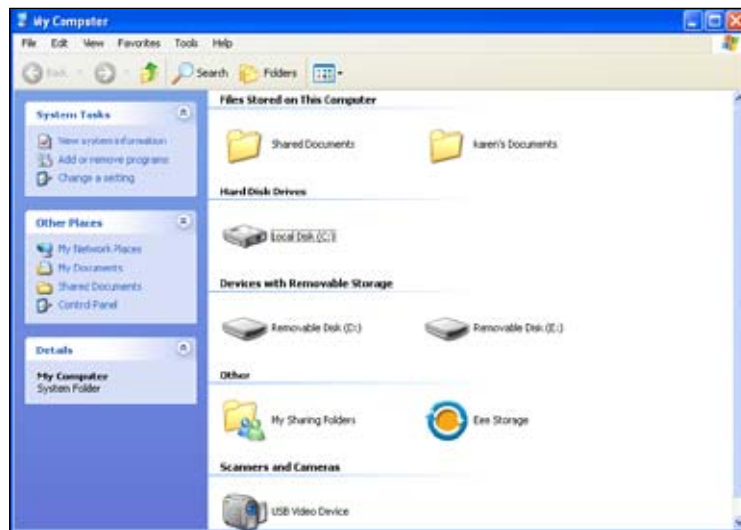 My Computer
File Edit View Favorites Tools Help
Back Search Folders
System Tasks
View system information
Add or remove programs
Change a setting
Other Places
My Network Places
My Documents
Shared Documents
Control Panel
Details
My Computer
System Folder
Files Stored on This Computer
Shared Documents karen's Documents
Hard Disk Drives
Local Disk (C:)
Devices with Removable Storage
Removable Disk (D:) Removable Disk (E:)
Other
My Sharing Folders Eee Storage
Scanners and Cameras
USB Video Device